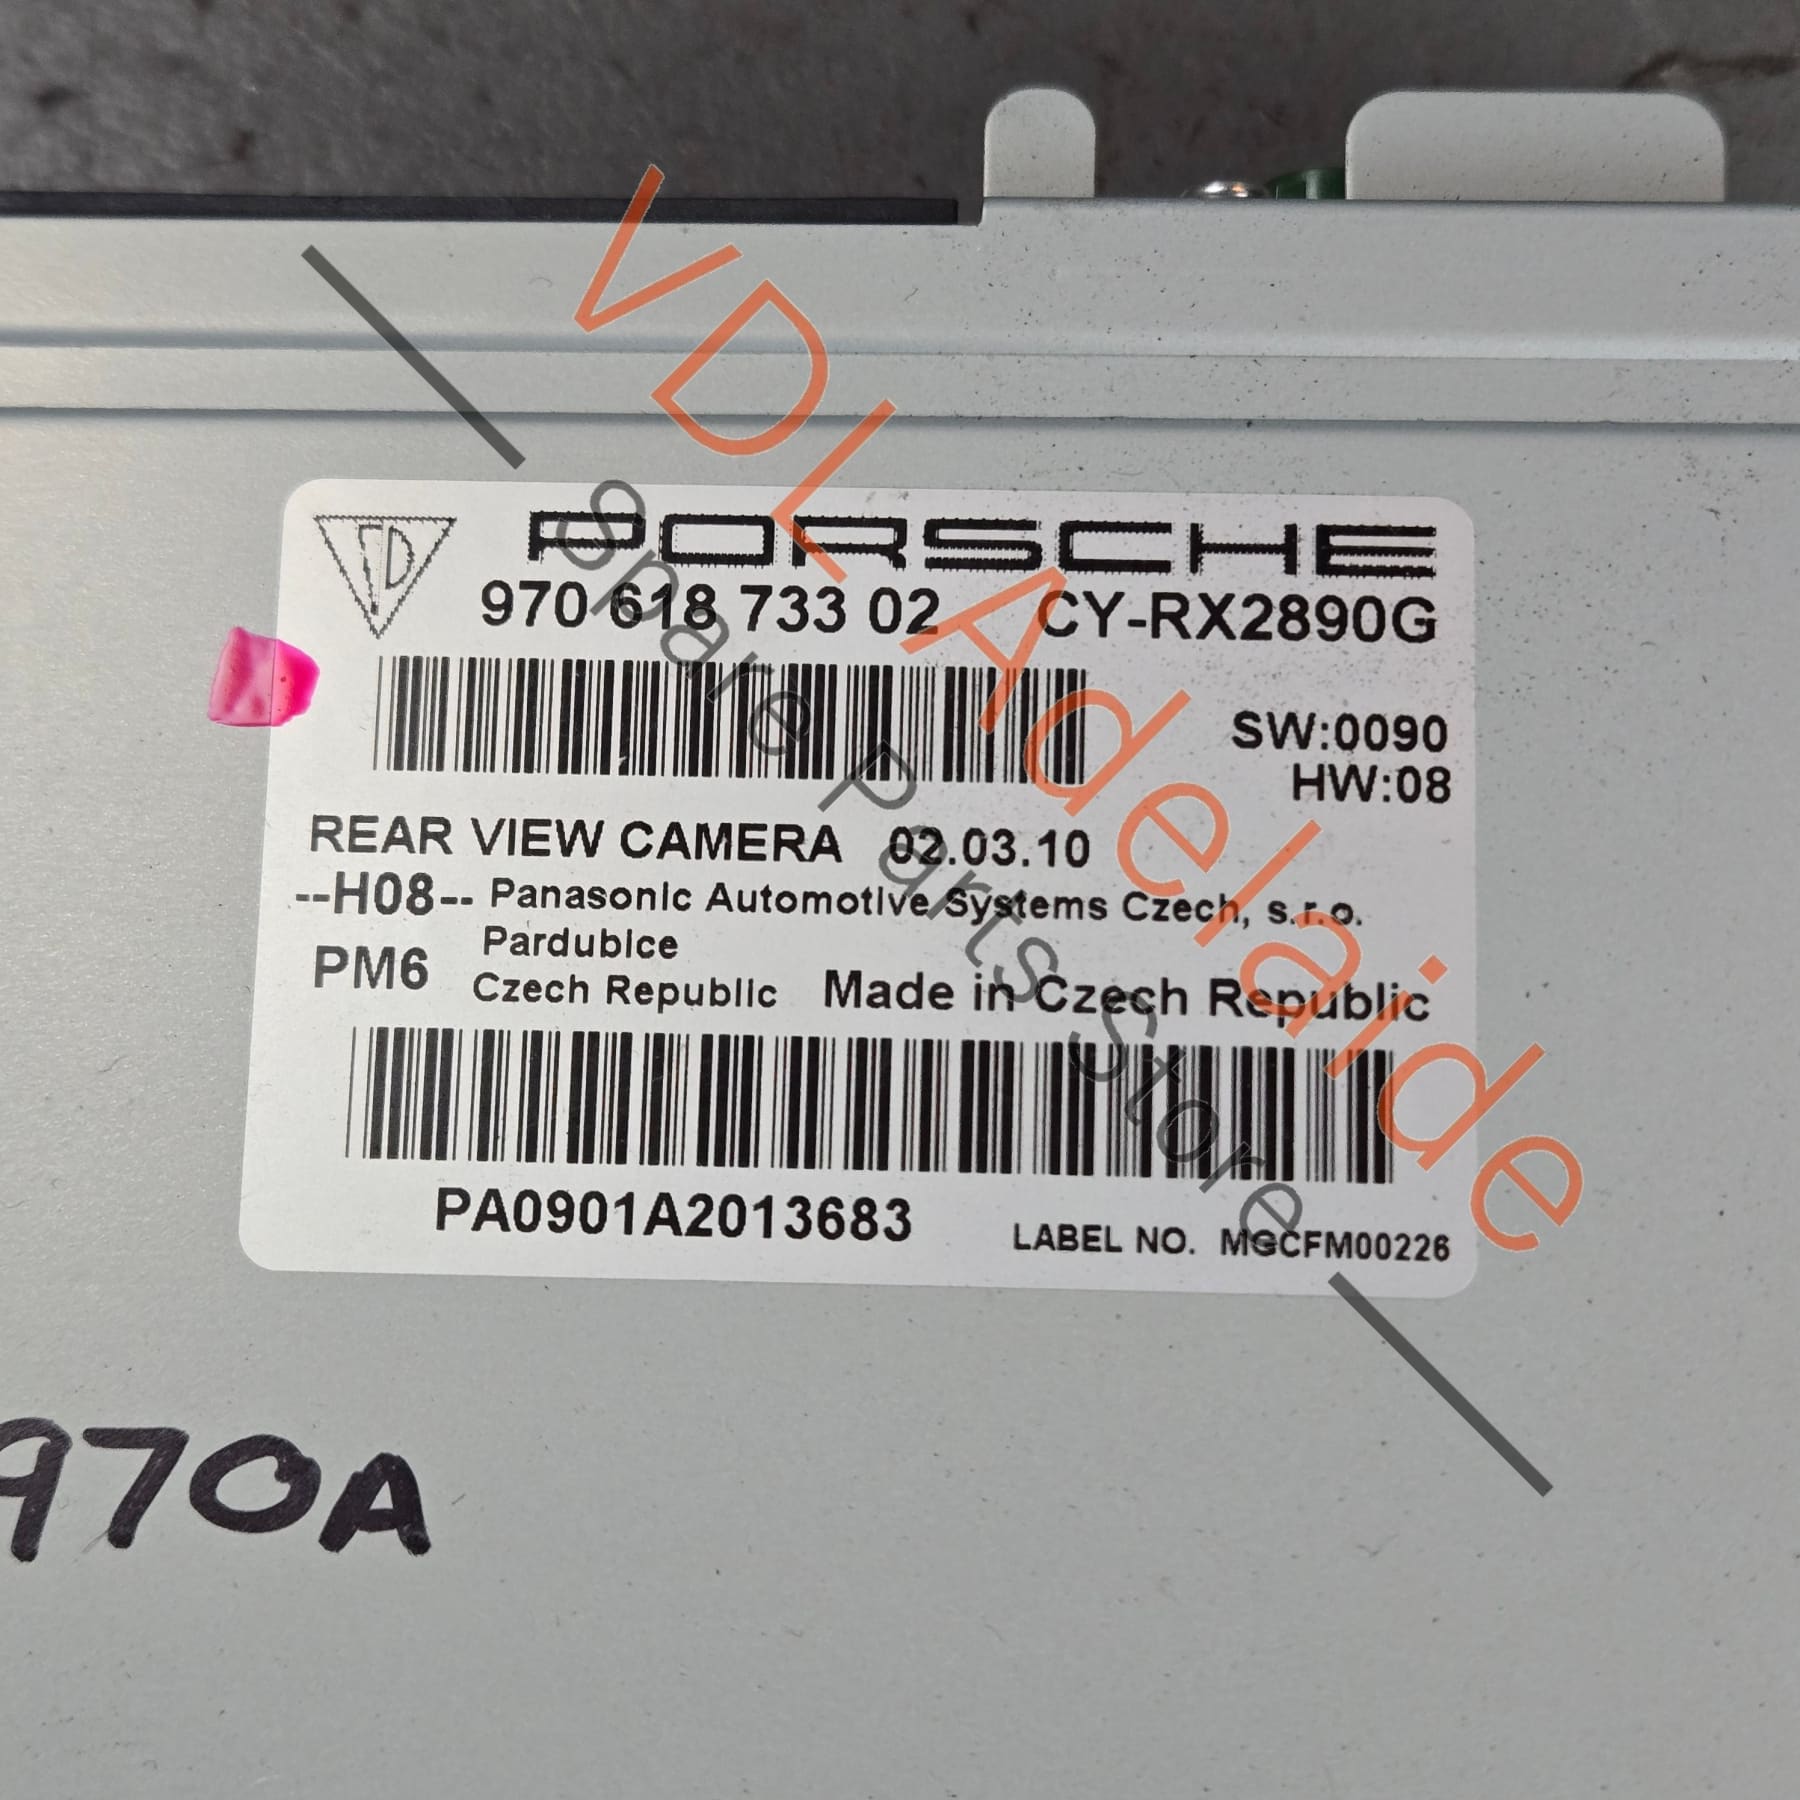 PORSCHE
970 618 733 02 CY-RX2890G
SW:0090
HW:08
REAR VIEW CAMERA 02.03.10
--H08-- Panasonic Automotive Systems Czech, s.r.o.
PM6 Pardubice
Czech Republic Made in Czech Republic
PA0901A2013683
LABEL NO. MGCFM00226
970A
VDL Adelaide
Spare Parts Store